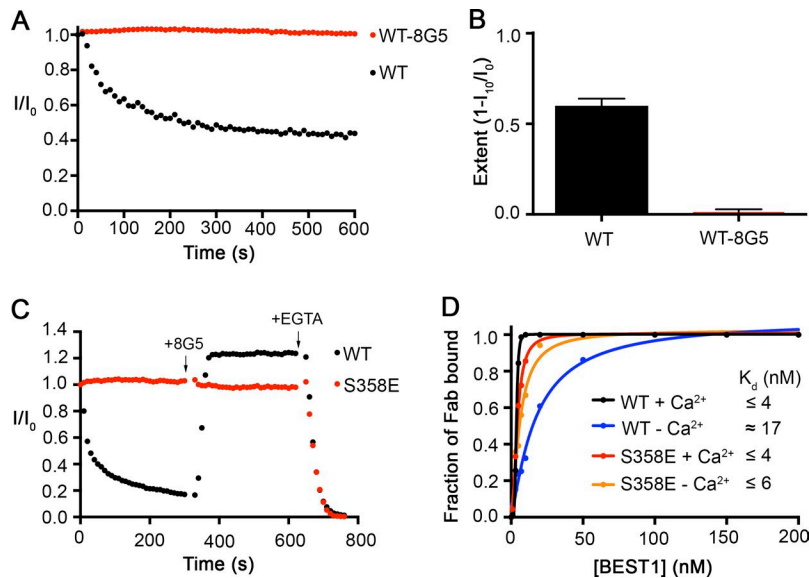 A
I/I0
1.0
0.8
0.6
0.4
0.2
0.0
100 200 300 400 500 600
Time (s)
WT-8G5
WT
B
Extent (1-I10/I0)
1.0
0.5
0.0
WT WT-8G5
C
I/I0
1.4
1.2
1.0
0.8
0.6
0.4
0.2
0.0
0 200 400 600 800
Time (s)
+8G5
+EGTA
WT
S358E
D
Fraction of Fab bound
1.0
0.8
0.6
0.4
0.2
0.0
0 50 100 150 200
[BEST1] (nM)
Kd (nM)
WT + Ca²⁺ ≤ 4
WT - Ca²⁺ ≈ 17
S358E + Ca²⁺ ≤ 4
S358E - Ca²⁺ ≤ 6